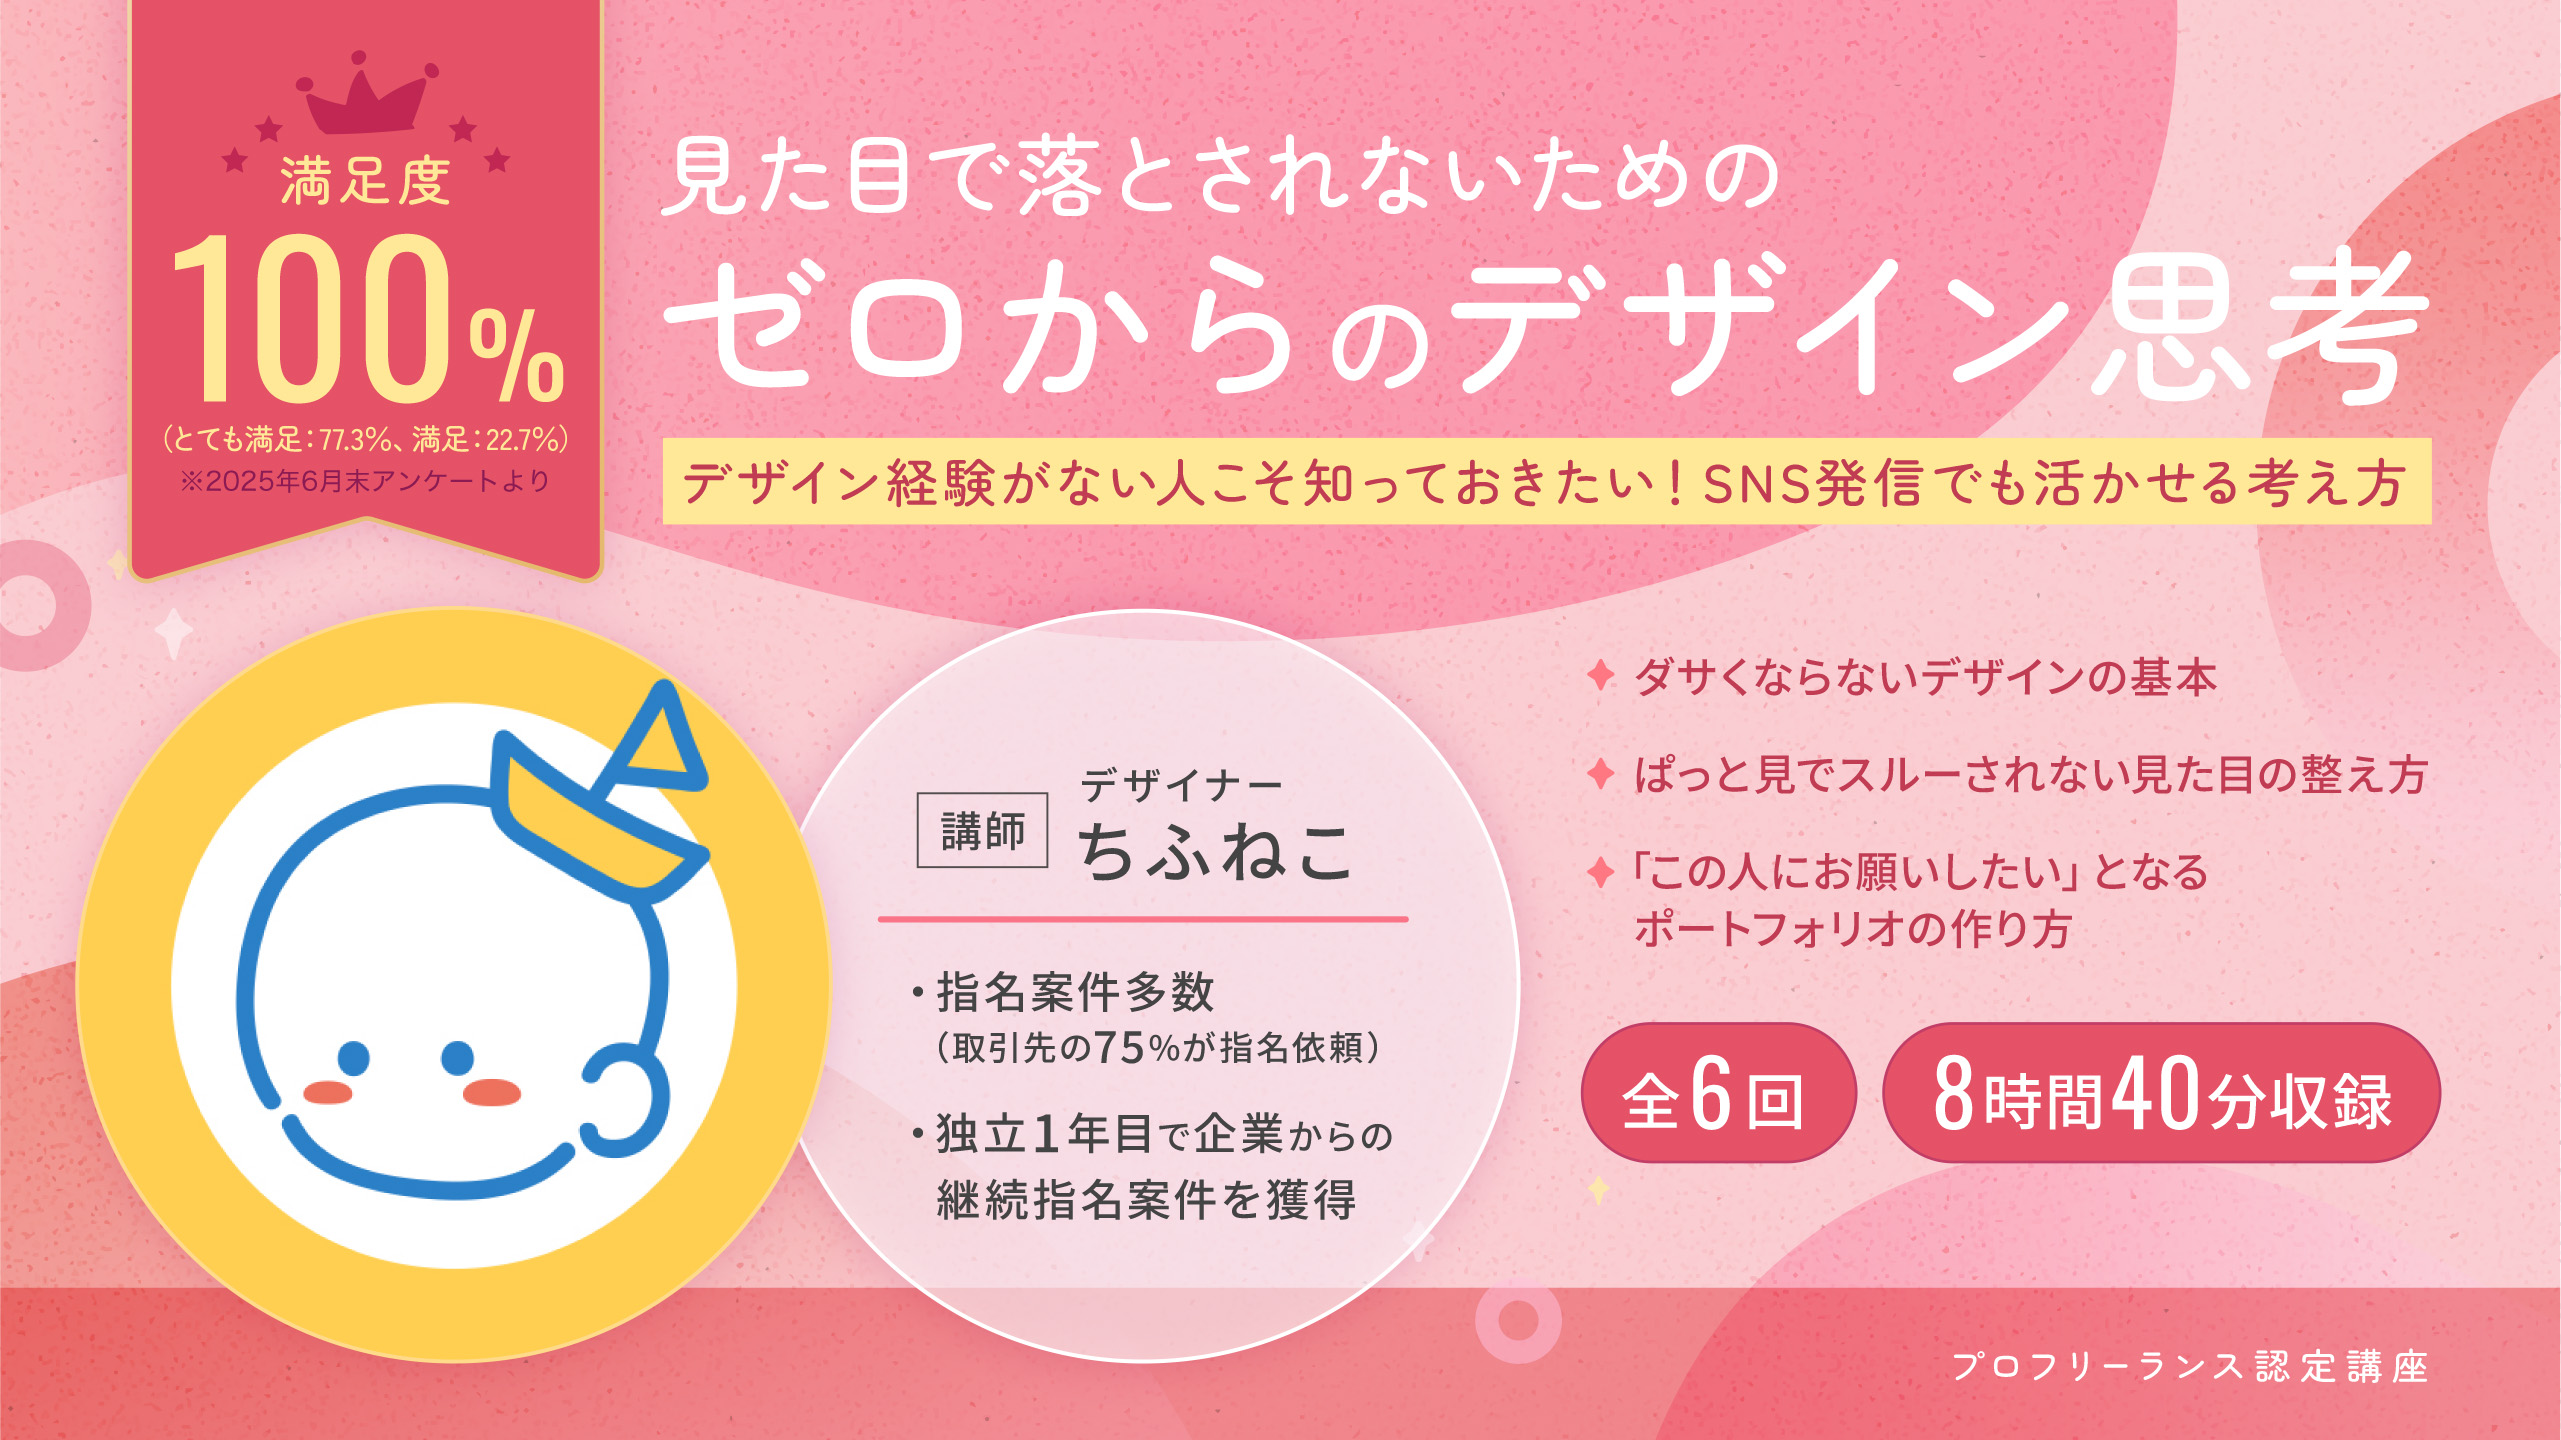 満足度
100%
（とても満足：77.3%、満足：22.7%）
※2025年6月末アンケートより
見た目で落とされないための
ゼロからのデザイン思考
デザイン経験がない人こそ知っておきたい！SNS発信でも活かせる考え方
講師
デザイナー
ちふねこ
・指名案件多数
（取引先の75%が指名依頼）
・独立1年目で企業からの
継続指名案件を獲得
ダサくならないデザインの基本
ぱっと見でスルーされない見た目の整え方
「この人にお願いしたい」となる
ポートフォリオの作り方
全6回
8時間40分収録
プロフリーランス認定講座